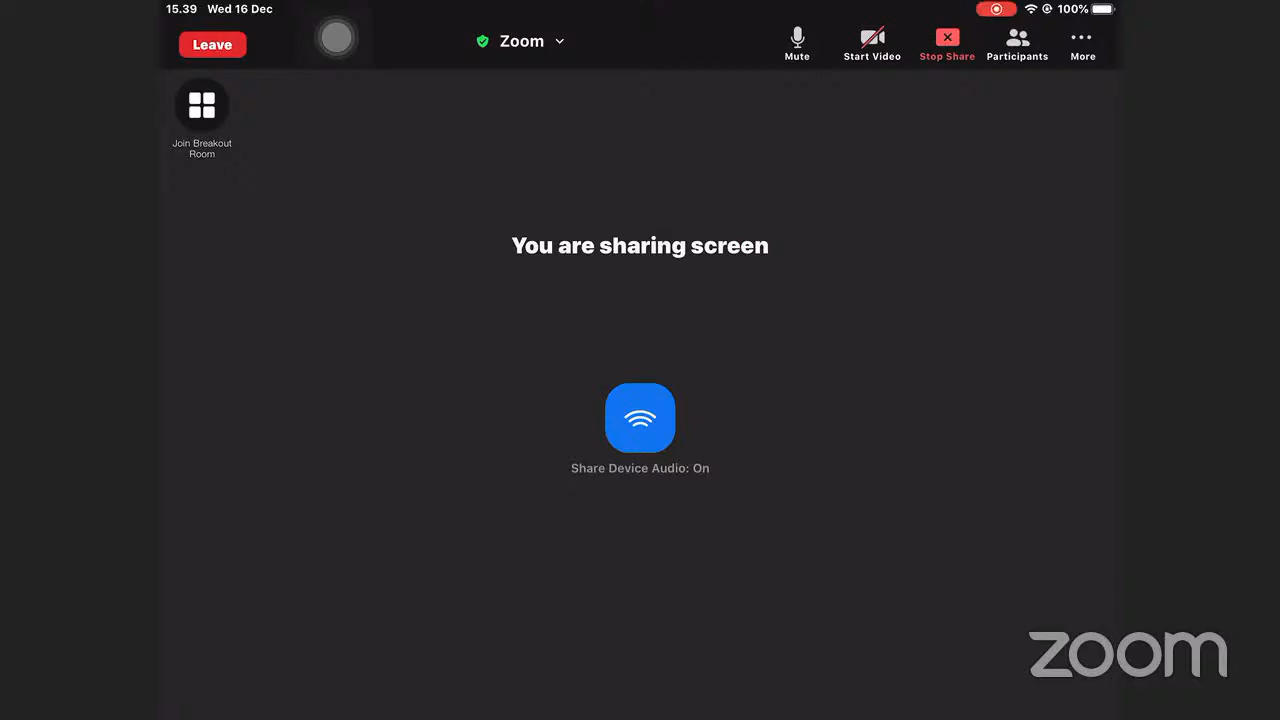 15.39 Wed 16 Dec
100%
Leave
Zoom
Mute
Start Video
Stop Share
Participants
More
Join Breakout
Room
You are sharing screen
Share Device Audio: On
zoom